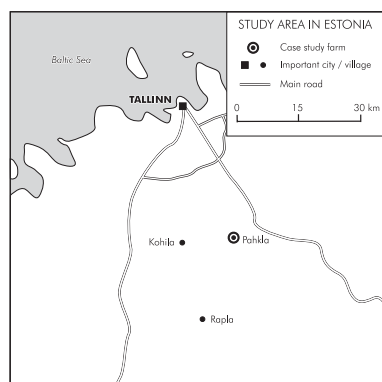 STUDY AREA IN ESTONIA
Case study farm
Important city / village
Main road
0 15 30 km
Baltic Sea
TALLINN
Kohila
Pahkla
Rapla